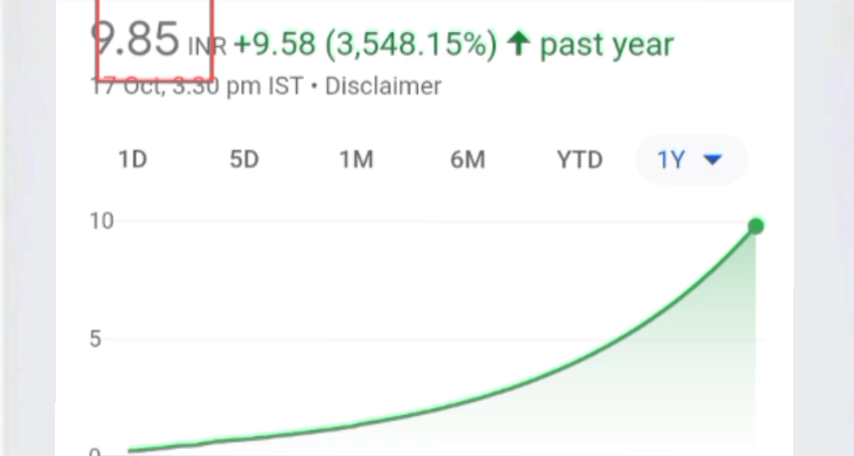 9.85 INR +9.58 (3,548.15%) ↑ past year
17 Oct, 3:30 pm IST • Disclaimer
1D 5D 1M 6M YTD 1Y
10
5
0